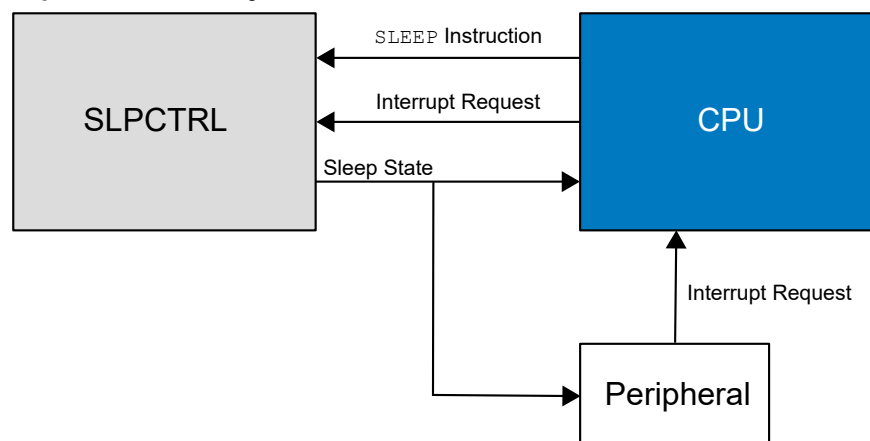 SLEEP Instruction
SLPCTRL
Interrupt Request
CPU
Sleep State
Interrupt Request
Peripheral